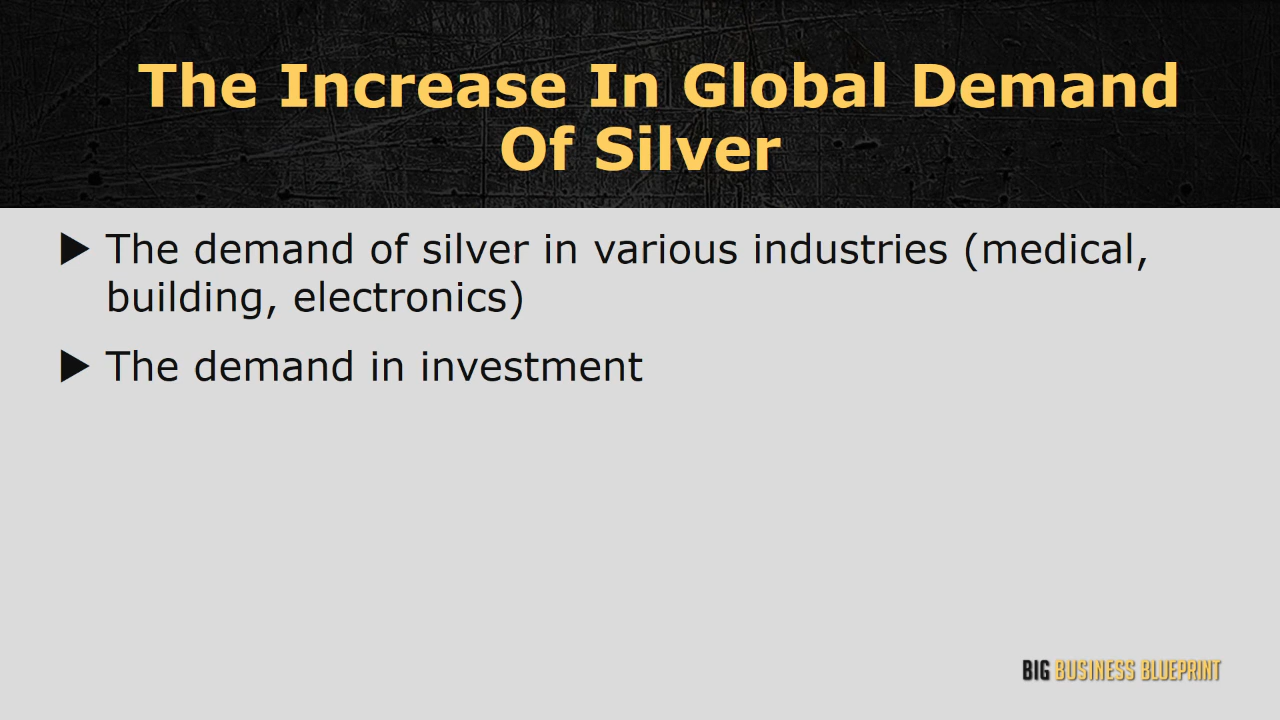 The Increase In Global Demand
Of Silver
▶ The demand of silver in various industries (medical,
building, electronics)
▶ The demand in investment
BIG BUSINESS BLUEPRINT